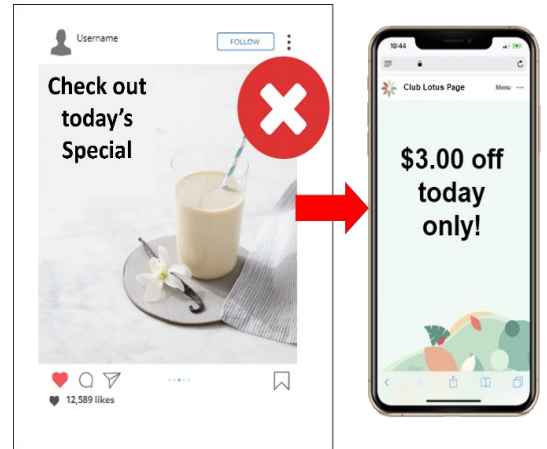 Username
FOLLOW
Check out
today's
Special
12,589 likes
10:44
Club Lotus Page
Menu
$3.00 off
today
only!